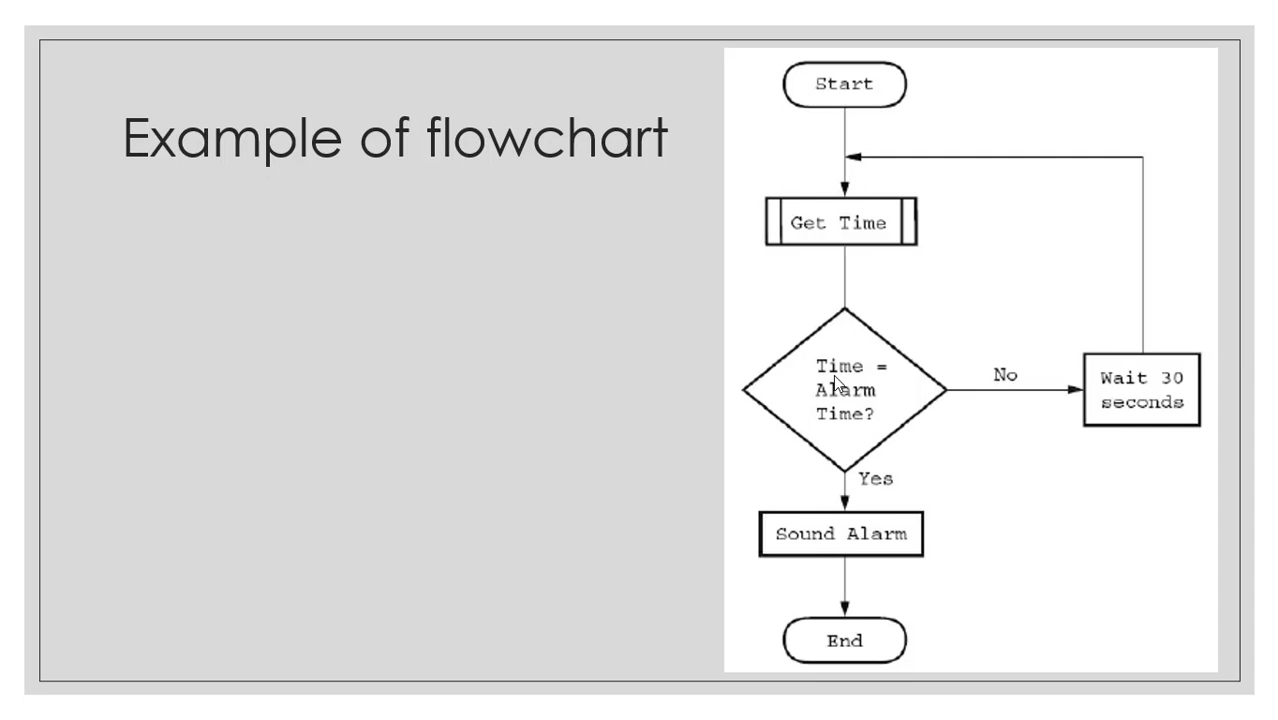 Example of flowchart
Start
Get Time
Time =
Alarm
Time?
No
Wait 30
seconds
Yes
Sound Alarm
End